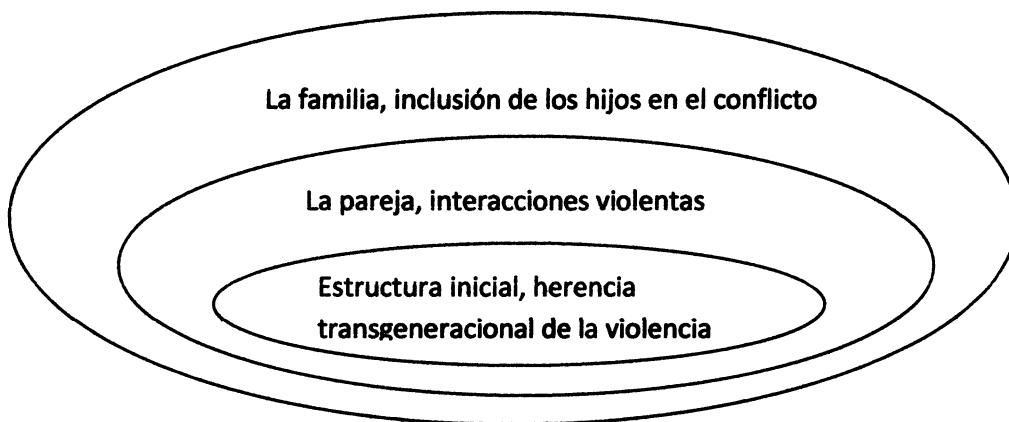 La familia, inclusión de los hijos en el conflicto
La pareja, interacciones violentas
Estructura inicial, herencia
transgeneracional de la violencia